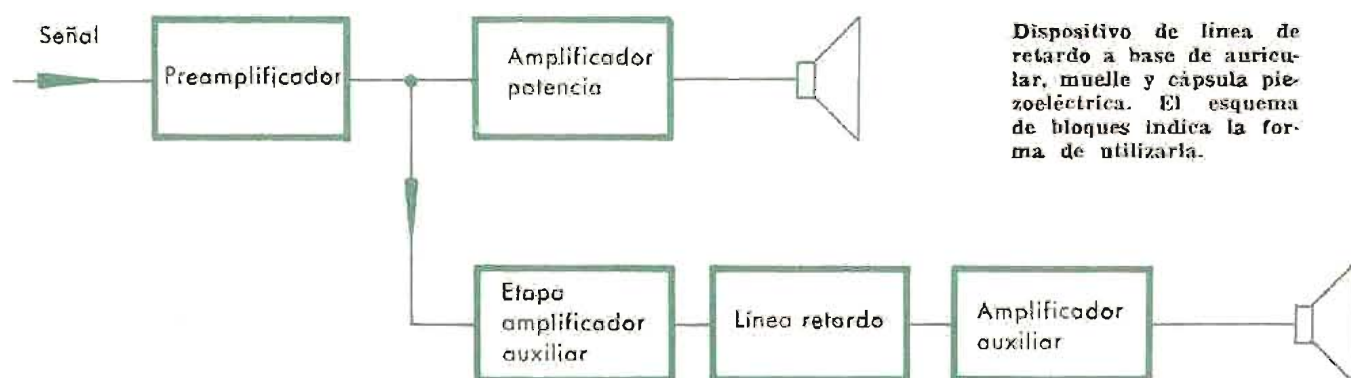 Señal
Preamplificador
Amplificador
potencia
Dispositivo de línea de
retardo a base de auricu-
lar, muelle y cápsula pie-
zoeléctrica. El esquema
de bloques indica la for-
ma de utilizarla.
Etapa
amplificador
auxiliar
Línea retardo
Amplificador
auxiliar